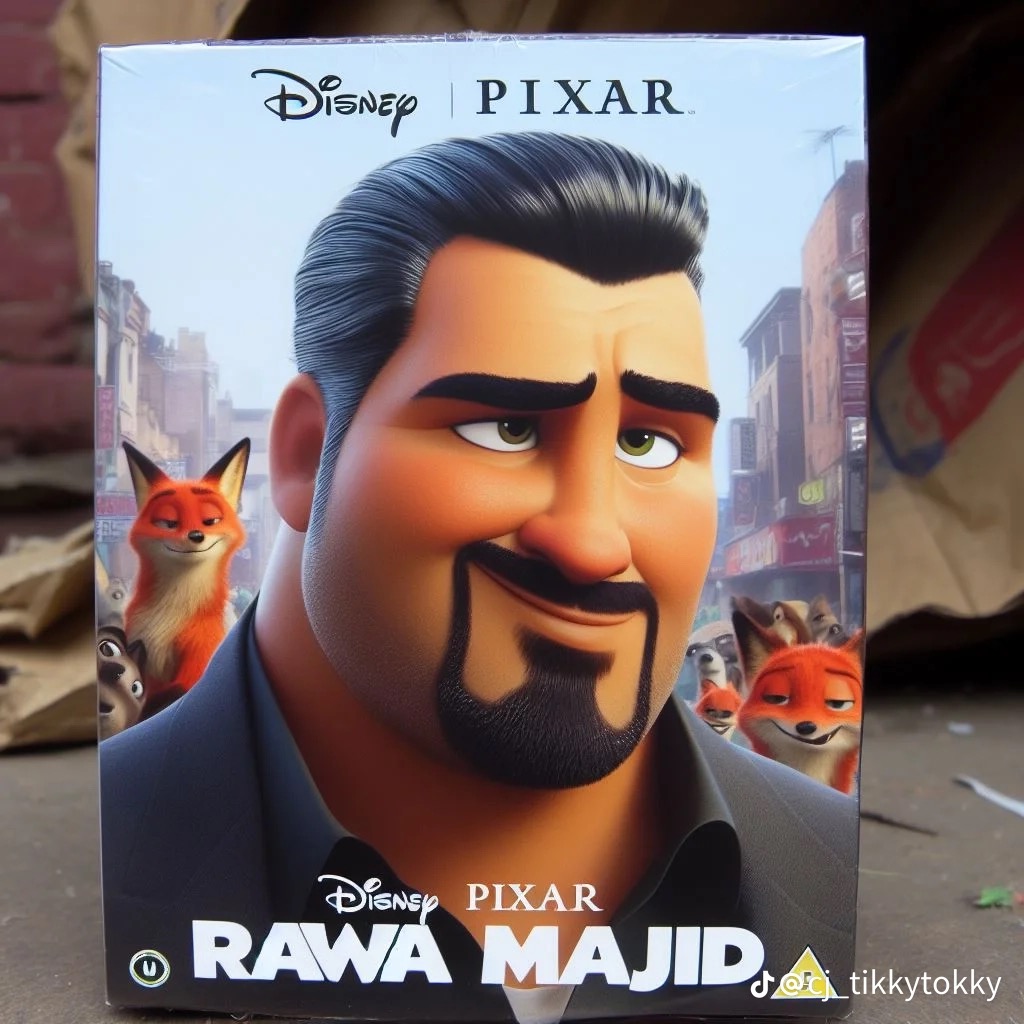 Disney | PIXAR
Disney PIXAR
RAWA MAJID
U
cj_tikkytokky